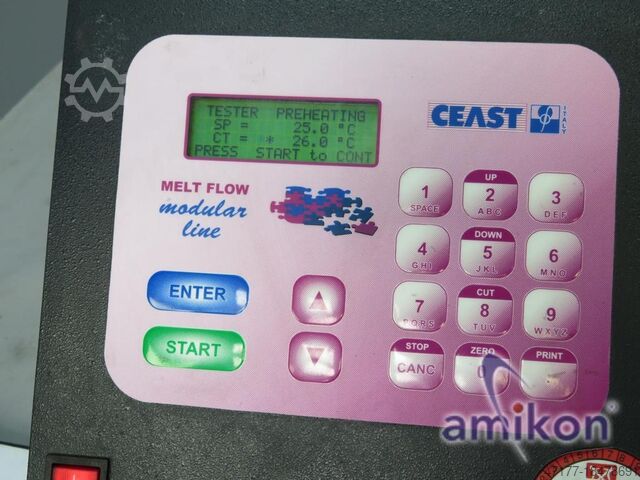 TESTER PREHEATING
SP = 25.0 °C
CT = * 26.0 °C
PRESS START to CONT
CEAST
ITALY
MELT FLOW
modular
line
ENTER
START
1
SPACE
UP
2
ABC
3
DEF
4
GHI
DOWN
5
JKL
6
MNO
7
PQRS
CUT
8
TUV
9
WXYZ
STOP
CANC
ZERO
0
PRINT
amikon